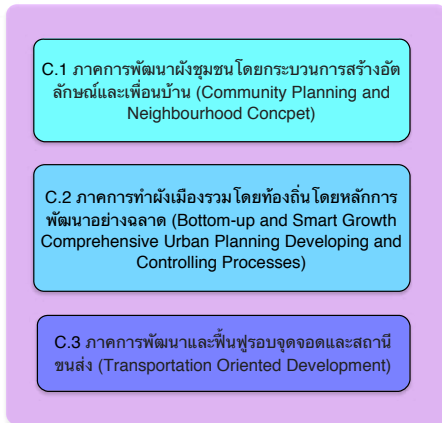 C.1 ภาคการพัฒนาผังชุมชนโดยกระบวนการสร้างอัต
ลักษณ์และเพื่อนบ้าน (Community Planning and
Neighbourhood Concpet)
C.2 ภาคการทำผังเมืองรวมโดยท้องถิ่นโดยหลักการ
พัฒนาอย่างฉลาด (Bottom-up and Smart Growth
Comprehensive Urban Planning Developing and
Controlling Processes)
C.3 ภาคการพัฒนาและฟื้นฟูรอบจุดจอดและสถานี
ขนส่ง (Transportation Oriented Development)